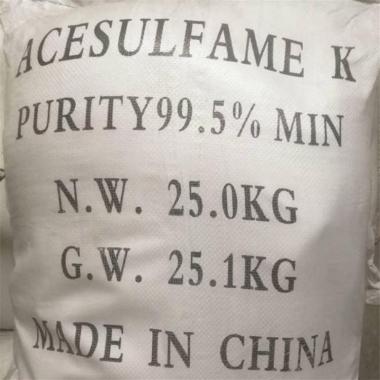 ACESULFAME K
PURITY99.5% MIN
N.W. 25.0KG
G.W. 25.1KG
MADE IN CHINA